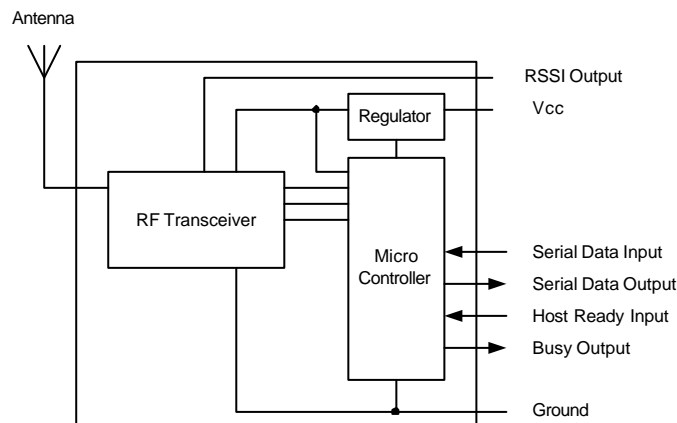 Antenna
RSSI Output
Regulator
Vcc
RF Transceiver
Micro
Controller
Serial Data Input
Serial Data Output
Host Ready Input
Busy Output
Ground